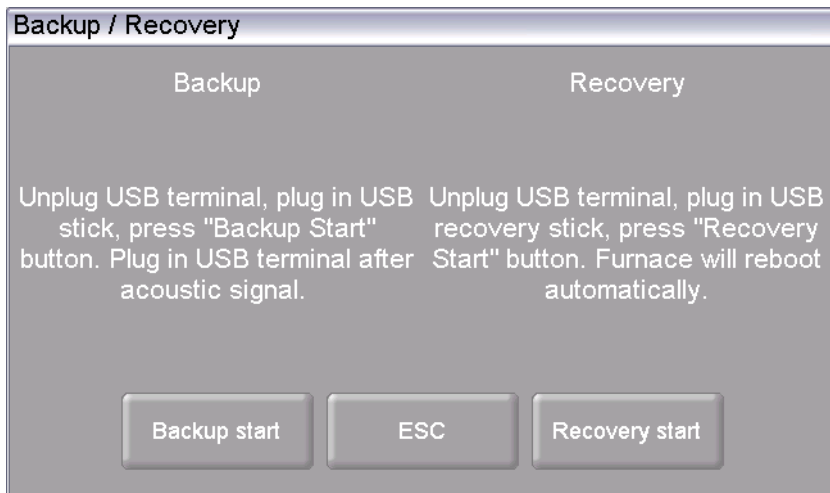 Backup / Recovery
Backup
Unplug USB terminal, plug in USB
stick, press "Backup Start"
button. Plug in USB terminal after
acoustic signal.
Recovery
Unplug USB terminal, plug in USB
recovery stick, press "Recovery
Start" button. Furnace will reboot
automatically.
Backup start
ESC
Recovery start